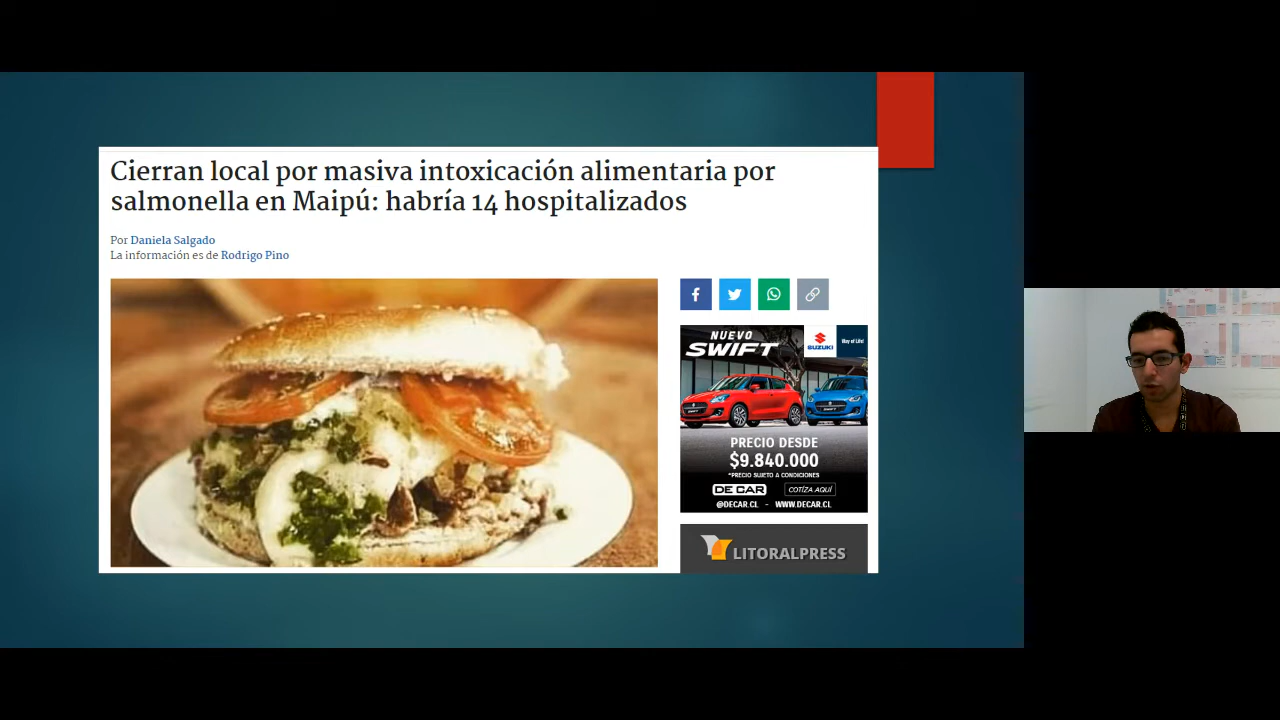 Cierran local por masiva intoxicación alimentaria por
salmonella en Maipú: habría 14 hospitalizados
Por Daniela Salgado
La información es de Rodrigo Pino
NUEVO
SWIFT
SUZUKI
Way of Life!
PRECIO DESDE
$9.840.000
*PRECIO SUJETO A CONDICIONES
DE CAR
COTÍZA AQUÍ
@DECAR.CL - WWW.DECAR.CL
LITORALPRESS